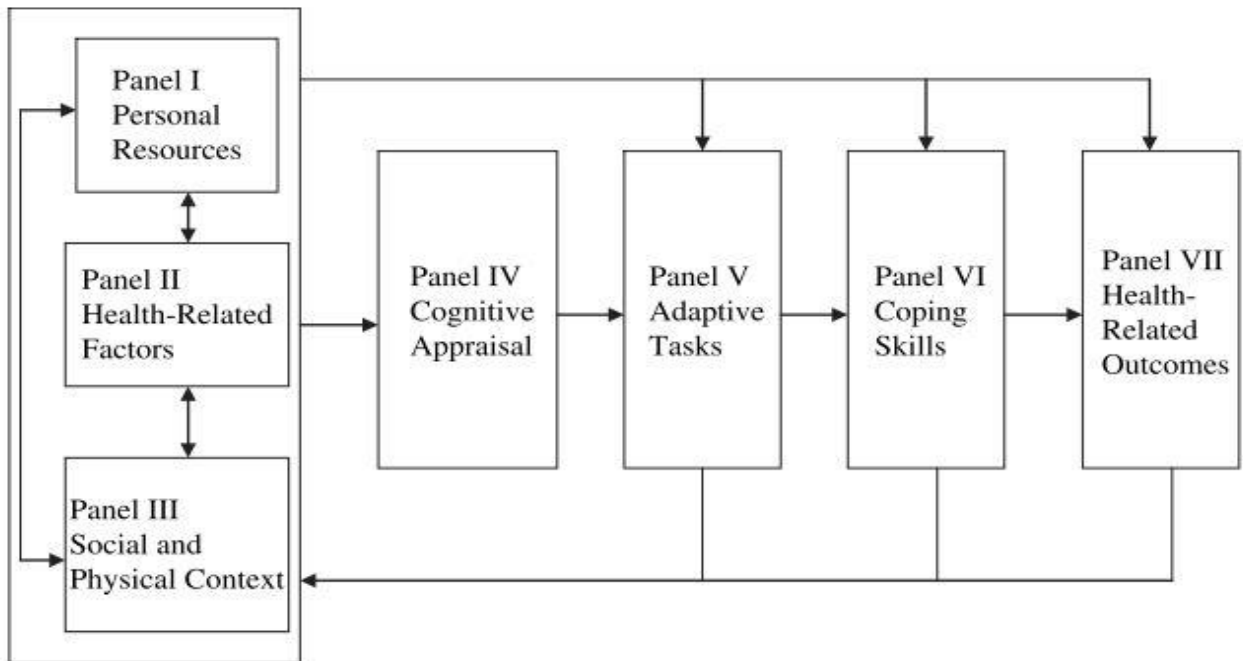 Panel I
Personal
Resources
Panel II
Health-Related
Factors
Panel III
Social and
Physical Context
Panel IV
Cognitive
Appraisal
Panel V
Adaptive
Tasks
Panel VI
Coping
Skills
Panel VII
Health-
Related
Outcomes